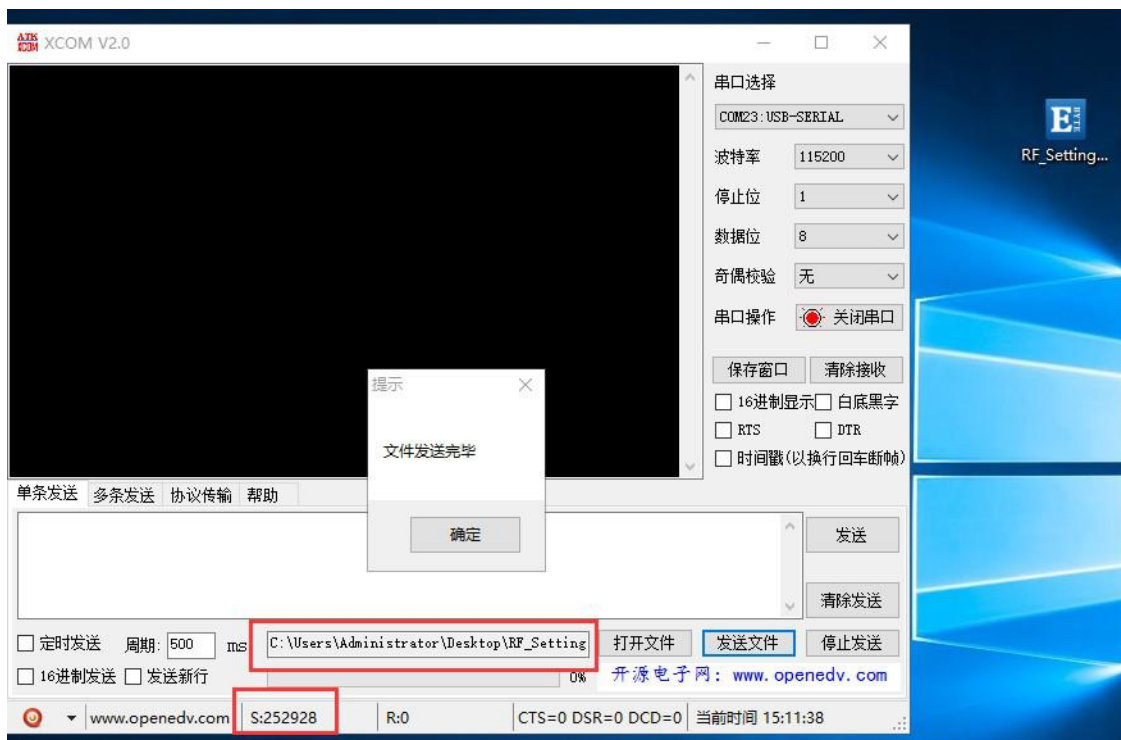 ATK XCOM XCOM V2.0
串口选择
COM23:USB-SERIAL
波特率 115200
停止位 1
数据位 8
奇偶校验 无
串口操作 关闭串口
保存窗口 清除接收
16进制显示 白底黑字
RTS DTR
时间戳(以换行回车断帧)
E BYTE
RF_Setting...
提示
文件发送完毕
确定
单条发送 多条发送 协议传输 帮助
发送
清除发送
定时发送 周期: 500 ms C:\Users\Administrator\Desktop\RF_Setting 打开文件 发送文件 停止发送
16进制发送 发送新行 0% 开源电子网: www.openedv.com
www.openedv.com S:252928 R:0 CTS=0 DSR=0 DCD=0 当前时间 15:11:38